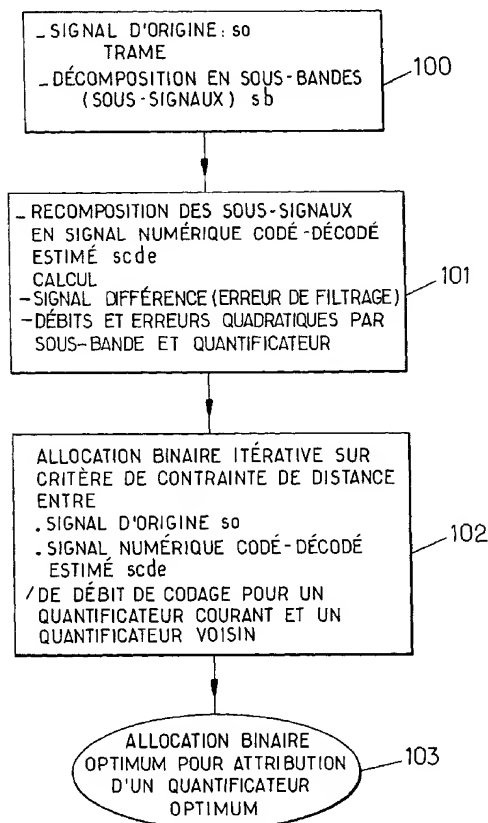 _ SIGNAL D'ORIGINE: so
TRAME
_ DÉCOMPOSITION EN SOUS-BANDES
(SOUS-SIGNAUX) sb
100
_ RECOMPOSITION DES SOUS-SIGNAUX
EN SIGNAL NUMÉRIQUE CODÉ-DÉCODÉ
ESTIMÉ scde
CALCUL
- SIGNAL DIFFÉRENCE (ERREUR DE FILTRAGE)
- DÉBITS ET ERREURS QUADRATIQUES PAR
SOUS-BANDE ET QUANTIFICATEUR
101
ALLOCATION BINAIRE ITÉRATIVE SUR
CRITÈRE DE CONTRAINTE DE DISTANCE
ENTRE
. SIGNAL D'ORIGINE so
. SIGNAL NUMÉRIQUE CODÉ-DÉCODÉ
ESTIMÉ scde
/ DE DÉBIT DE CODAGE POUR UN
QUANTIFICATEUR COURANT ET UN
QUANTIFICATEUR VOISIN
102
ALLOCATION BINAIRE
OPTIMUM POUR ATTRIBUTION
D'UN QUANTIFICATEUR
OPTIMUM
103